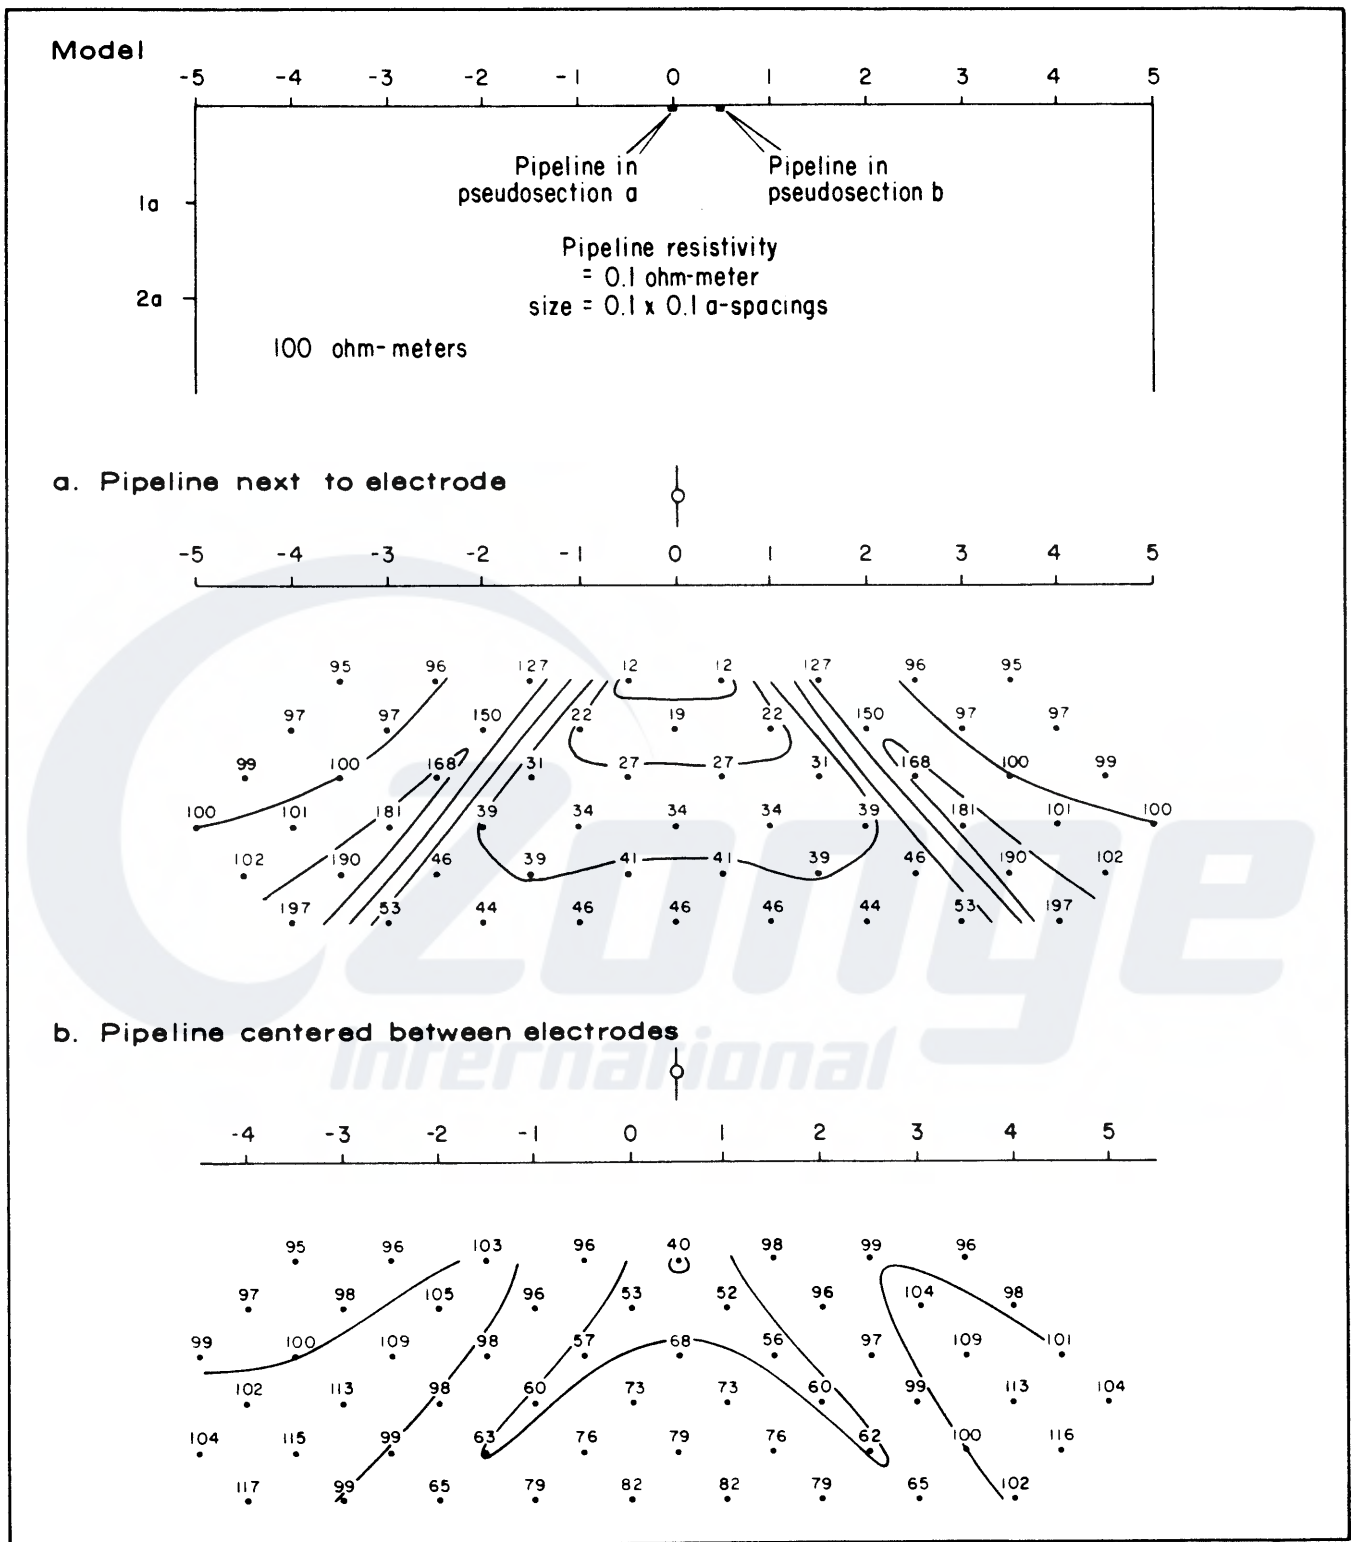 Model
-5 -4 -3 -2 -1 0 1 2 3 4 5
Pipeline in
pseudosection a
Pipeline in
pseudosection b
1a
2a
Pipeline resistivity
= 0.1 ohm-meter
size = 0.1 x 0.1 a-spacings
100 ohm-meters
a. Pipeline next to electrode
-5 -4 -3 -2 -1 0 1 2 3 4 5
95 96 127 12 12 127 96 95
97 97 150 22 19 22 150 97 97
99 100 168 31 27 27 31 168 100 99
100 101 181 39 34 34 34 39 181 101 100
102 190 46 39 41 41 39 46 190 102
197 53 44 46 46 46 44 53 197
b. Pipeline centered between electrodes
-4 -3 -2 -1 0 1 2 3 4 5
95 96 103 96 40 98 99 96
97 98 105 96 53 52 96 104 98
99 100 109 98 57 68 56 97 109 101
102 113 98 60 73 73 60 99 113 104
104 115 99 63 76 79 76 62 100 116
117 99 65 79 82 82 79 65 102
Zonge
International